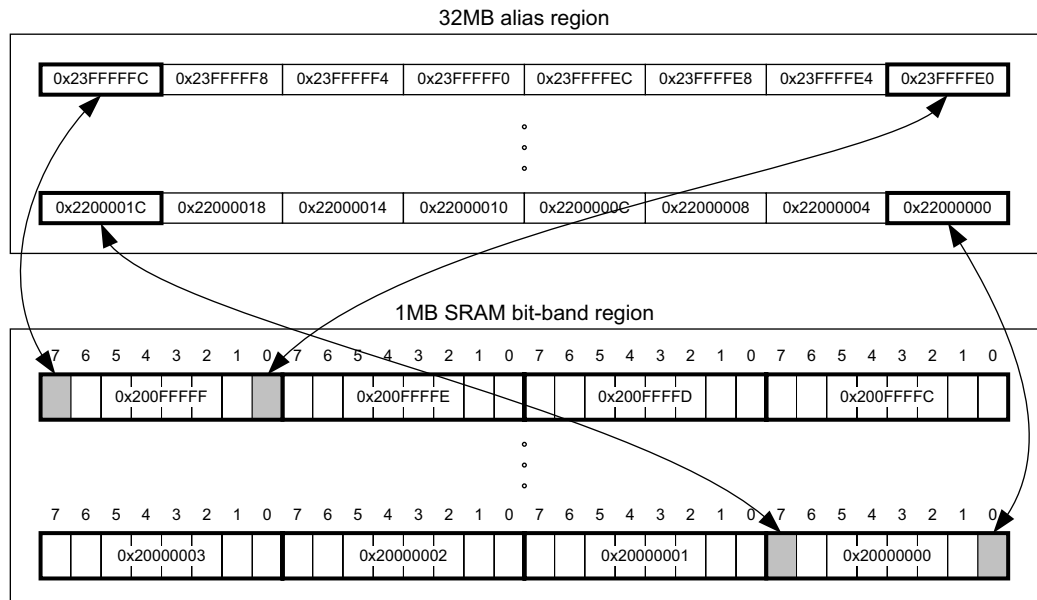 32MB alias region
0x23FFFFFC 0x23FFFFF8 0x23FFFFF4 0x23FFFFF0 0x23FFFFEC 0x23FFFFE8 0x23FFFFE4 0x23FFFFE0
0x2200001C 0x22000018 0x22000014 0x22000010 0x2200000C 0x22000008 0x22000004 0x22000000
1MB SRAM bit-band region
7 6 5 4 3 2 1 0 7 6 5 4 3 2 1 0 7 6 5 4 3 2 1 0 7 6 5 4 3 2 1 0
0x200FFFFF 0x200FFFFE 0x200FFFFD 0x200FFFFC
7 6 5 4 3 2 1 0 7 6 5 4 3 2 1 0 7 6 5 4 3 2 1 0 7 6 5 4 3 2 1 0
0x20000003 0x20000002 0x20000001 0x20000000